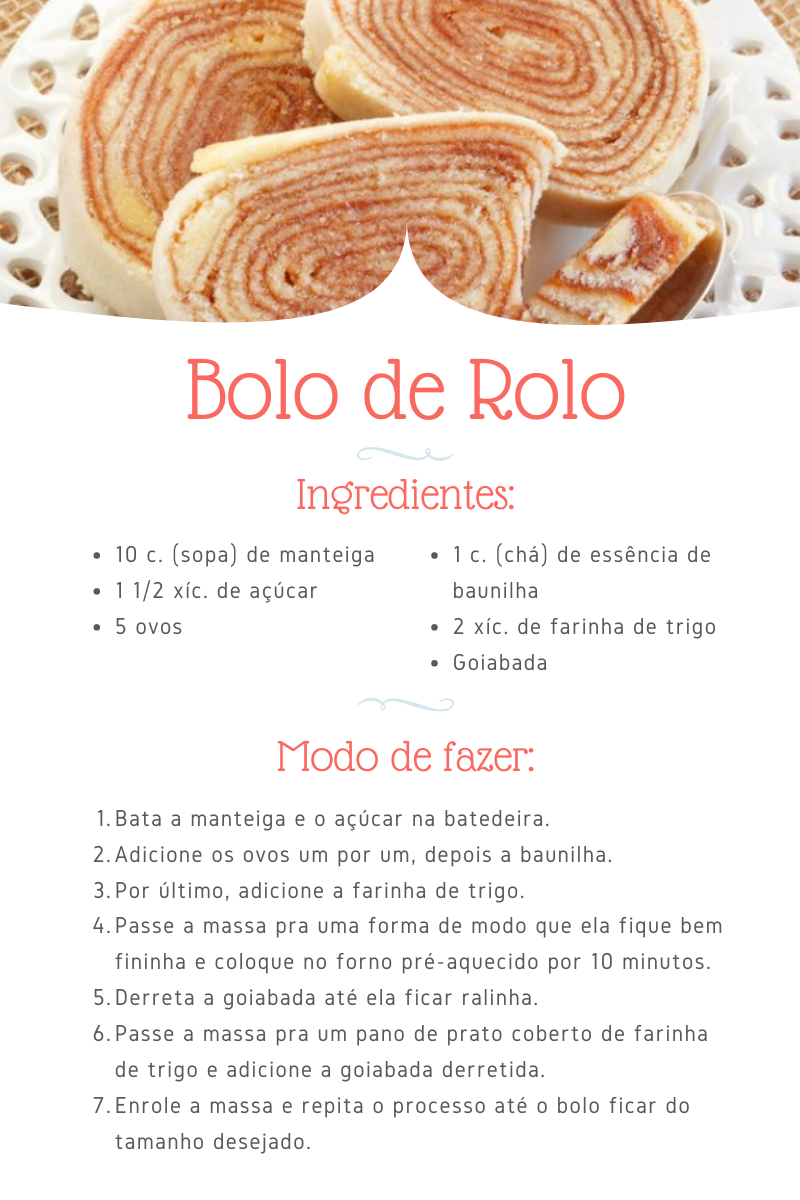 Bolo de Rolo
Ingredientes:
• 10 c. (sopa) de manteiga
• 1 1/2 xíc. de açúcar
• 5 ovos
• 1 c. (chá) de essência de
baunilha
• 2 xíc. de farinha de trigo
• Goiabada
Modo de fazer:
1. Bata a manteiga e o açúcar na batedeira.
2. Adicione os ovos um por um, depois a baunilha.
3. Por último, adicione a farinha de trigo.
4. Passe a massa pra uma forma de modo que ela fique bem
fininha e coloque no forno pré-aquecido por 10 minutos.
5. Derreta a goiabada até ela ficar ralinha.
6. Passe a massa pra um pano de prato coberto de farinha
de trigo e adicione a goiabada derretida.
7. Enrole a massa e repita o processo até o bolo ficar do
tamanho desejado.